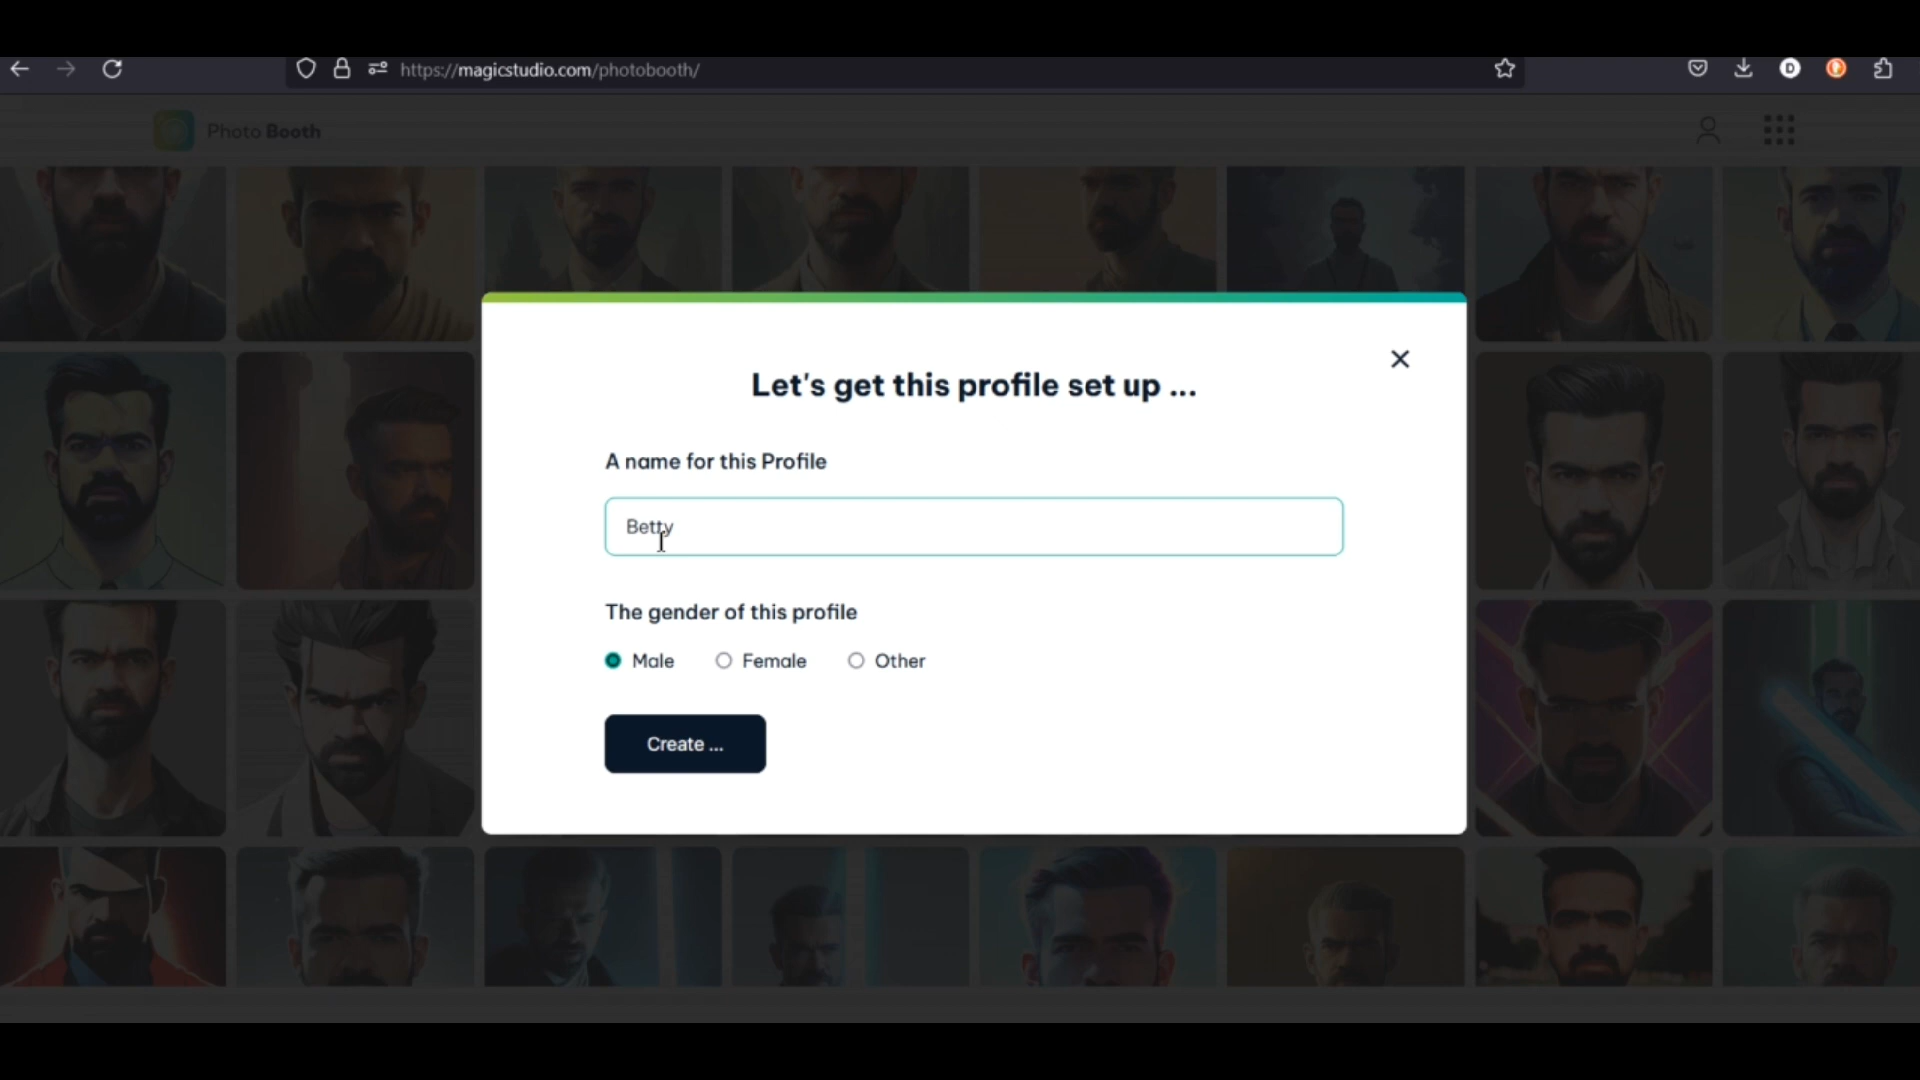 https://magicstudio.com/photobooth/
D
Photo Booth
Let's get this profile set up ...
A name for this Profile
Betty
The gender of this profile
Male Female Other
Create ...